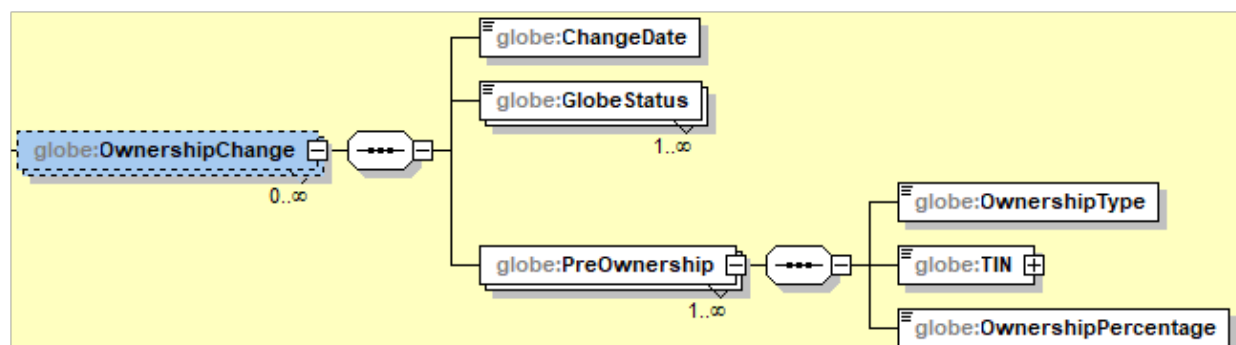 globe:ChangeDate
globe:GlobeStatus
1..∞
globe:OwnershipChange
0..∞
globe:OwnershipType
globe:PreOwnership
1..∞
globe:TIN
globe:OwnershipPercentage